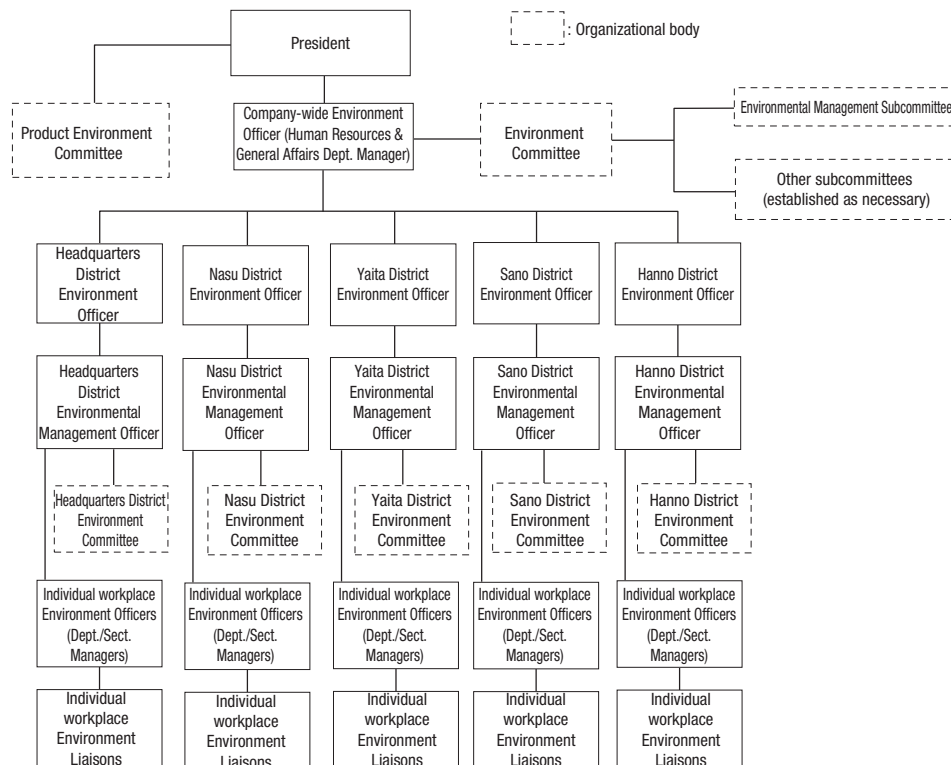 President
: Organizational body
Product Environment
Committee
Company-wide Environment
Officer (Human Resources &
General Affairs Dept. Manager)
Environment
Committee
Environmental Management Subcommittee
Other subcommittees
(established as necessary)
Headquarters
District
Environment
Officer
Nasu District
Environment Officer
Yaita District
Environment Officer
Sano District
Environment Officer
Hanno District
Environment Officer
Headquarters
District
Environmental
Management Officer
Nasu District
Environmental
Management
Officer
Yaita District
Environmental
Management
Officer
Sano District
Environmental
Management
Officer
Hanno District
Environmental
Management
Officer
Headquarters District
Environment
Committee
Nasu District
Environment
Committee
Yaita District
Environment
Committee
Sano District
Environment
Committee
Hanno District
Environment
Committee
Individual workplace
Environment Officers
(Dept./Sect.
Managers)
Individual workplace
Environment Officers
(Dept./Sect.
Managers)
Individual workplace
Environment Officers
(Dept./Sect.
Managers)
Individual workplace
Environment Officers
(Dept./Sect.
Managers)
Individual workplace
Environment Officers
(Dept./Sect.
Managers)
Individual
workplace
Environment
Liaisons
Individual
workplace
Environment
Liaisons
Individual
workplace
Environment
Liaisons
Individual
workplace
Environment
Liaisons
Individual
workplace
Environment
Liaisons